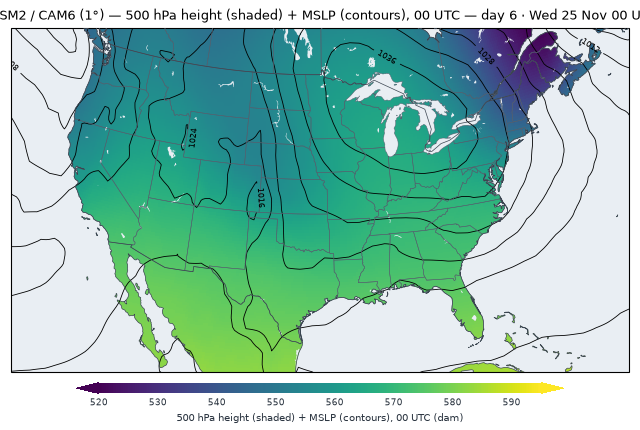 SM2 / CAM6 (1°) — 500 hPa height (shaded) + MSLP (contours), 00 UTC — day 6 · Wed 25 Nov 00 U
1036
1028
1024
1016
520 530 540 550 560 570 580 590
500 hPa height (shaded) + MSLP (contours), 00 UTC (dam)